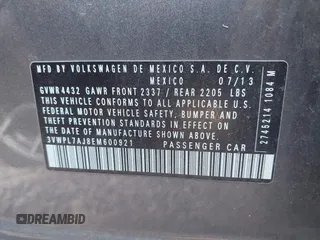 MFD BY VOLKSWAGEN DE MEXICO S.A. DE C.V.
MEXICO 07/13
GVWR 4432 GAWR FRONT 2337 / REAR 2205 LBS
THIS VEHICLE CONFORMS TO ALL APPLICABLE U.S.
FEDERAL MOTOR VEHICLE SAFETY, BUMPER AND
THEFT PREVENTION STANDARDS IN EFFECT ON THE
DATE OF MANUFACTURE SHOWN ABOVE
3VWPL7AJ8EM600921 PASSENGER CAR
2745214 1084 M
DREAMBID